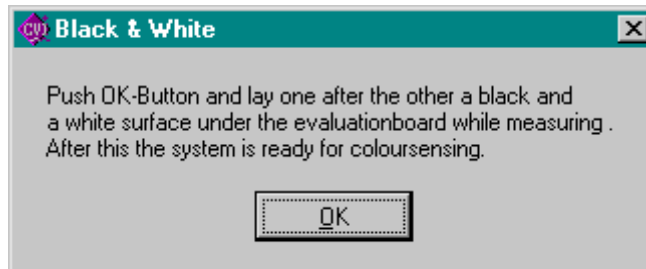 CVI Black & White
Push OK-Button and lay one after the other a black and
a white surface under the evaluationboard while measuring .
After this the system is ready for coloursensing.
OK